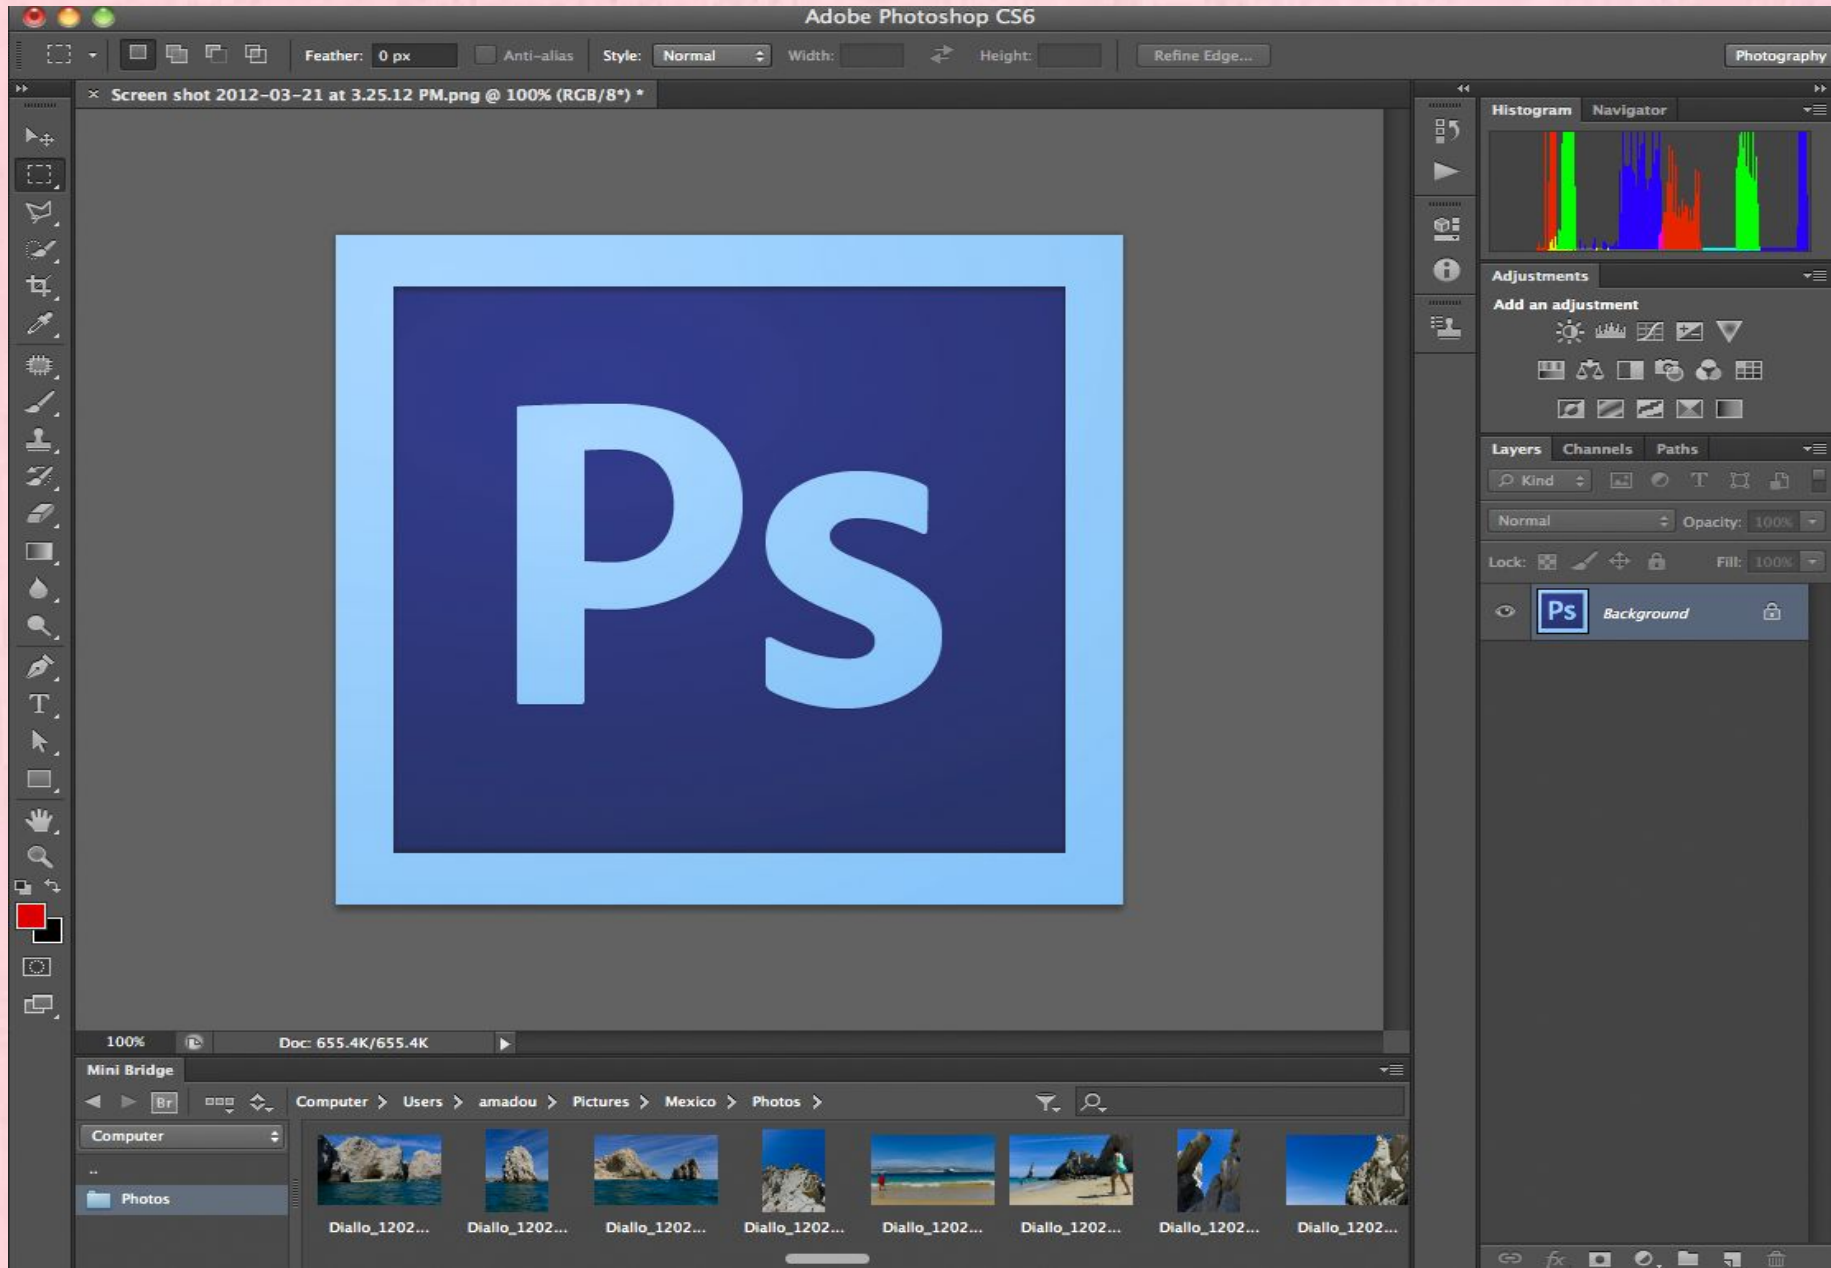 Adobe Photoshop CS6
Feather: 0 px Anti-alias Style: Normal Width: Height: Refine Edge... Photography
× Screen shot 2012-03-21 at 3.25.12 PM.png @ 100% (RGB/8*) *
Histogram Navigator
Adjustments
Add an adjustment
Layers Channels Paths
Kind
Normal Opacity: 100%
Lock: Fill: 100%
Ps Background
Ps
T
100% Doc: 655.4K/655.4K
Mini Bridge
Br Computer > Users > amadou > Pictures > Mexico > Photos >
Computer
..
Photos
Diallo_1202... Diallo_1202... Diallo_1202... Diallo_1202... Diallo_1202... Diallo_1202... Diallo_1202... Diallo_1202...
fx